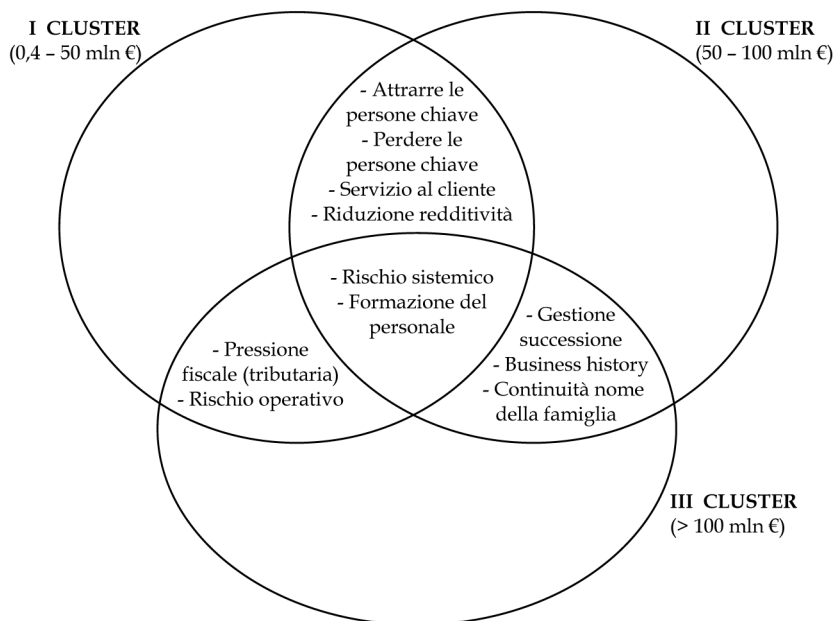 I CLUSTER
(0,4 – 50 mln €)
II CLUSTER
(50 – 100 mln €)
- Attrarre le
persone chiave
- Perdere le
persone chiave
- Servizio al cliente
- Riduzione redditività
- Rischio sistemico
- Formazione del
personale
- Pressione
fiscale (tributaria)
- Rischio operativo
- Gestione
successione
- Business history
- Continuità nome
della famiglia
III CLUSTER
(> 100 mln €)